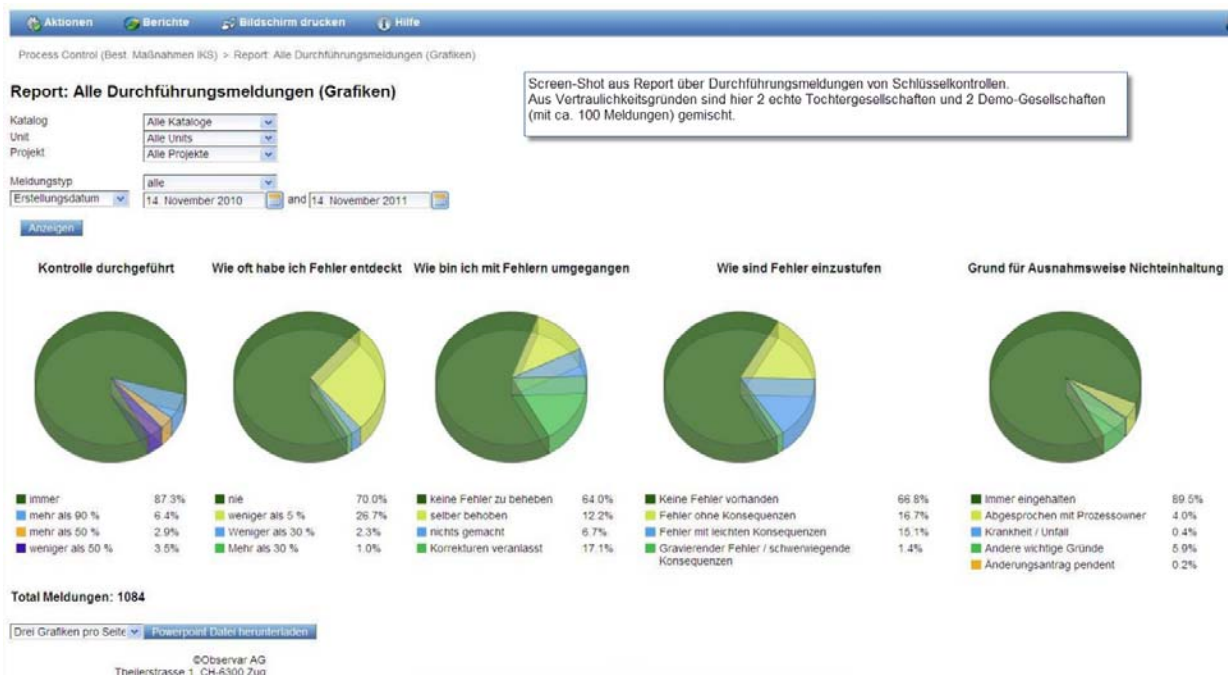 Aktionen Berichte Bildschirm drucken Hilfe
Process Control (Best. Maßnahmen IKS) > Report: Alle Durchführungsmeldungen (Grafiken)
Report: Alle Durchführungsmeldungen (Grafiken)
Screen-Shot aus Report über Durchführungsmeldungen von Schlüsselkontrollen.
Aus Vertraulichkeitsgründen sind hier 2 echte Tochtergesellschaften und 2 Demo-Gesellschaften
(mit ca. 100 Meldungen) gemischt.
Katalog Alle Kataloge
Unit Alle Units
Projekt Alle Projekte
Meldungstyp alle
Erstellungsdatum 14. November 2010 and 14. November 2011
Anzeigen
Kontrolle durchgeführt
immer 87.3%
mehr als 90 % 6.4%
mehr als 50 % 2.9%
weniger als 50 % 3.5%
Wie oft habe ich Fehler entdeckt
nie 70.0%
weniger als 5 % 26.7%
Weniger als 30 % 2.3%
Mehr als 30 % 1.0%
Wie bin ich mit Fehlern umgegangen
keine Fehler zu beheben 64.0%
selber behoben 12.2%
nichts gemacht 6.7%
Korrekturen veranlasst 17.1%
Wie sind Fehler einzustufen
Keine Fehler vorhanden 66.8%
Fehler ohne Konsequenzen 16.7%
Fehler mit leichten Konsequenzen 15.1%
Gravierender Fehler / schwerwiegende 1.4%
Konsequenzen
Grund für Ausnahmsweise Nichteinhaltung
Immer eingehalten 89.5%
Abgesprochen mit Prozessowner 4.0%
Krankheit / Unfall 0.4%
Andere wichtige Gründe 5.9%
Änderungsantrag pendent 0.2%
Total Meldungen: 1084
Drei Grafiken pro Seite Powerpoint Datei herunterladen
©Observar AG
Theilerstrasse 1, CH-6300 Zug